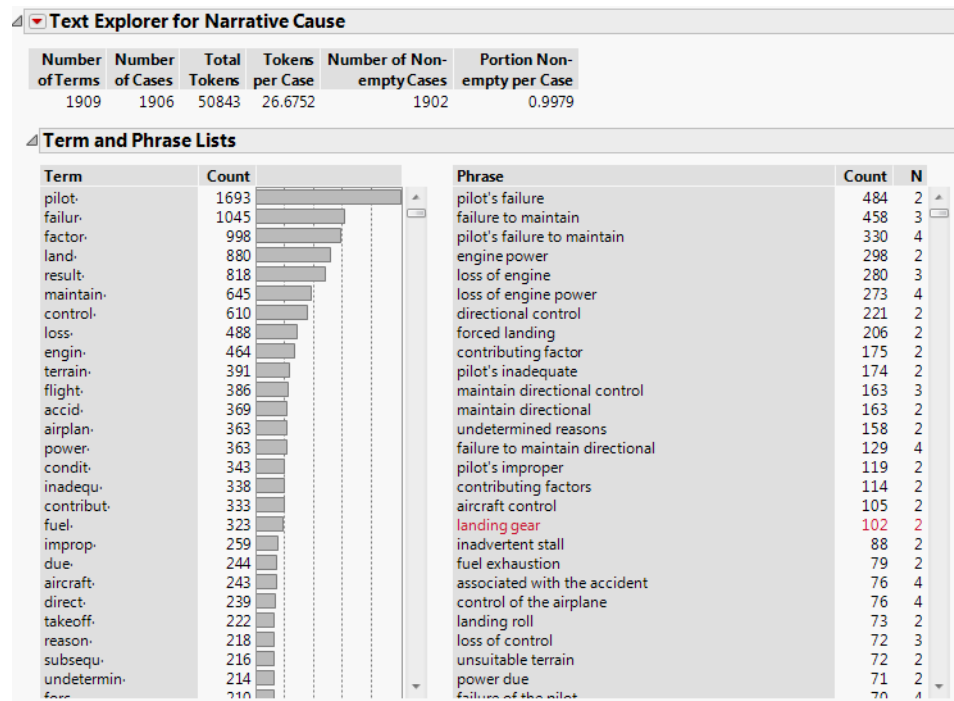 Text Explorer for Narrative Cause
Number Number Total Tokens Number of Non- Portion Non-
of Terms of Cases Tokens per Case empty Cases empty per Case
1909 1906 50843 26.6752 1902 0.9979
Term and Phrase Lists
Term Count Phrase Count N
pilot· 1693 pilot's failure 484 2
failur· 1045 failure to maintain 458 3
factor· 998 pilot's failure to maintain 330 4
land· 880 engine power 298 2
result· 818 loss of engine 280 3
maintain· 645 loss of engine power 273 4
control· 610 directional control 221 2
loss· 488 forced landing 206 2
engin· 464 contributing factor 175 2
terrain· 391 pilot's inadequate 174 2
flight· 386 maintain directional control 163 3
accid· 369 maintain directional 163 2
airplan· 363 undetermined reasons 158 2
power· 363 failure to maintain directional 129 4
condit· 343 pilot's improper 119 2
inadequ· 338 contributing factors 114 2
contribut· 333 aircraft control 105 2
fuel· 323 landing gear 102 2
improp· 259 inadvertent stall 88 2
due· 244 fuel exhaustion 79 2
aircraft· 243 associated with the accident 76 4
direct· 239 control of the airplane 76 4
takeoff· 222 landing roll 73 2
reason· 218 loss of control 72 3
subsequ· 216 unsuitable terrain 72 2
undetermin· 214 power due 71 2
forc· 210 failure of the pilot 70 4